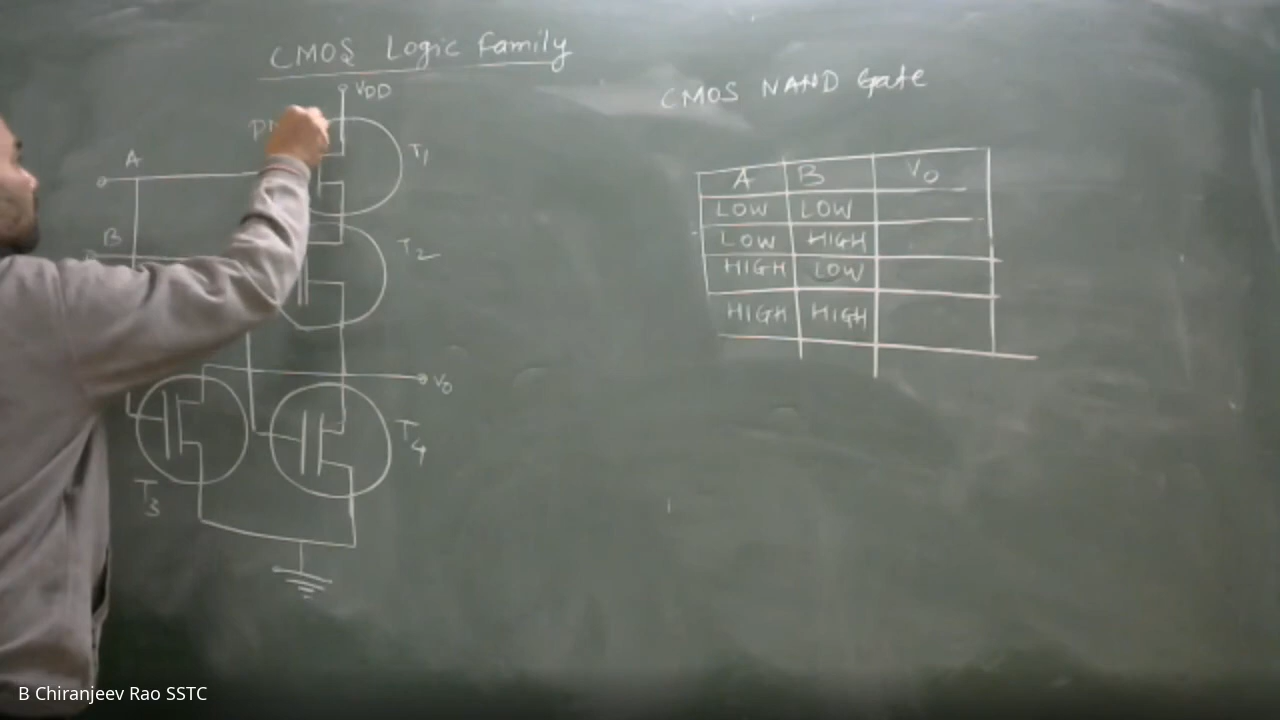 CMOS Logic Family
VDD
T1
A
B
T2
V0
T3
T4
CMOS NAND Gate
A B V0
LOW LOW
LOW HIGH
HIGH LOW
HIGH HIGH
B Chiranjeev Rao SSTC